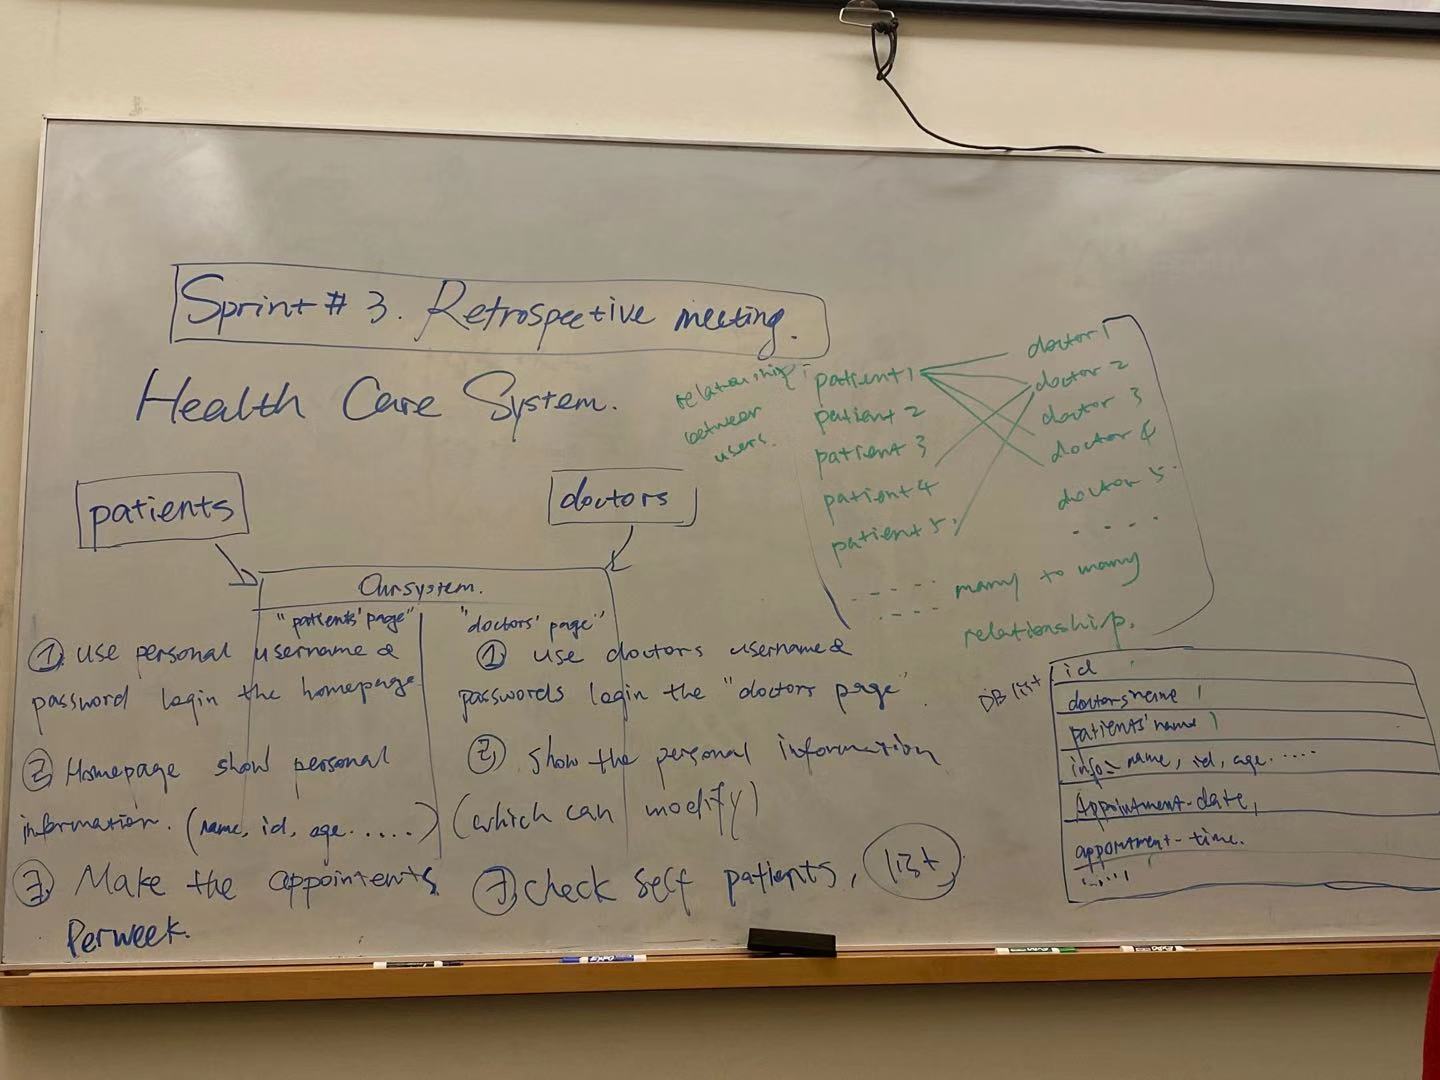 Sprint # 3. Retrospective meeting.
Health Care System.
patients
doctors
Our system.
"patients' page"
"doctors' page"
① use personal username &
password login the homepage
② Homepage show personal
information. (name, id, age. . . . . .)
③ Make the appointents
Per week.
① use doctors username &
passwords login the "doctors page".
② show the personal information
(which can modify)
③ check self patients, list
relationship
between
users.
patient 1
patient 2
patient 3
patient 4
patient 5
doctor 1
doctor 2
doctor 3
doctor 4
doctor 5
many to many
relationship.
DB list
id
doctors'name
patients'name
info= name, id, age. . . . .
Appointment-date,
appointment-time.